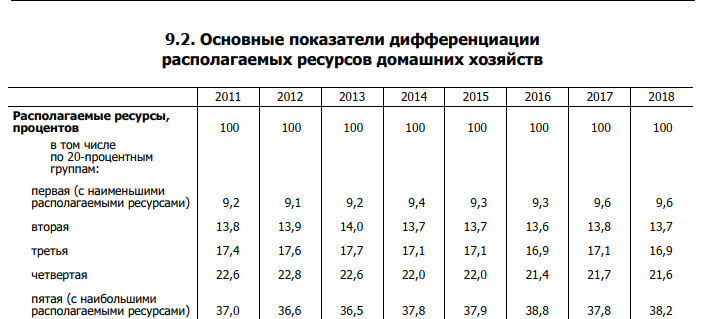 9.2. Основные показатели дифференциации
располагаемых ресурсов домашних хозяйств
2011 2012 2013 2014 2015 2016 2017 2018
Располагаемые ресурсы,
процентов 100 100 100 100 100 100 100 100
в том числе
по 20-процентным
группам:
первая (с наименьшими
располагаемыми ресурсами) 9,2 9,1 9,2 9,4 9,3 9,3 9,6 9,6
вторая 13,8 13,9 14,0 13,7 13,7 13,6 13,8 13,7
третья 17,4 17,6 17,7 17,1 17,1 16,9 17,1 16,9
четвертая 22,6 22,8 22,6 22,0 22,0 21,4 21,7 21,6
пятая (с наибольшими
располагаемыми ресурсами) 37,0 36,6 36,5 37,8 37,9 38,8 37,8 38,2